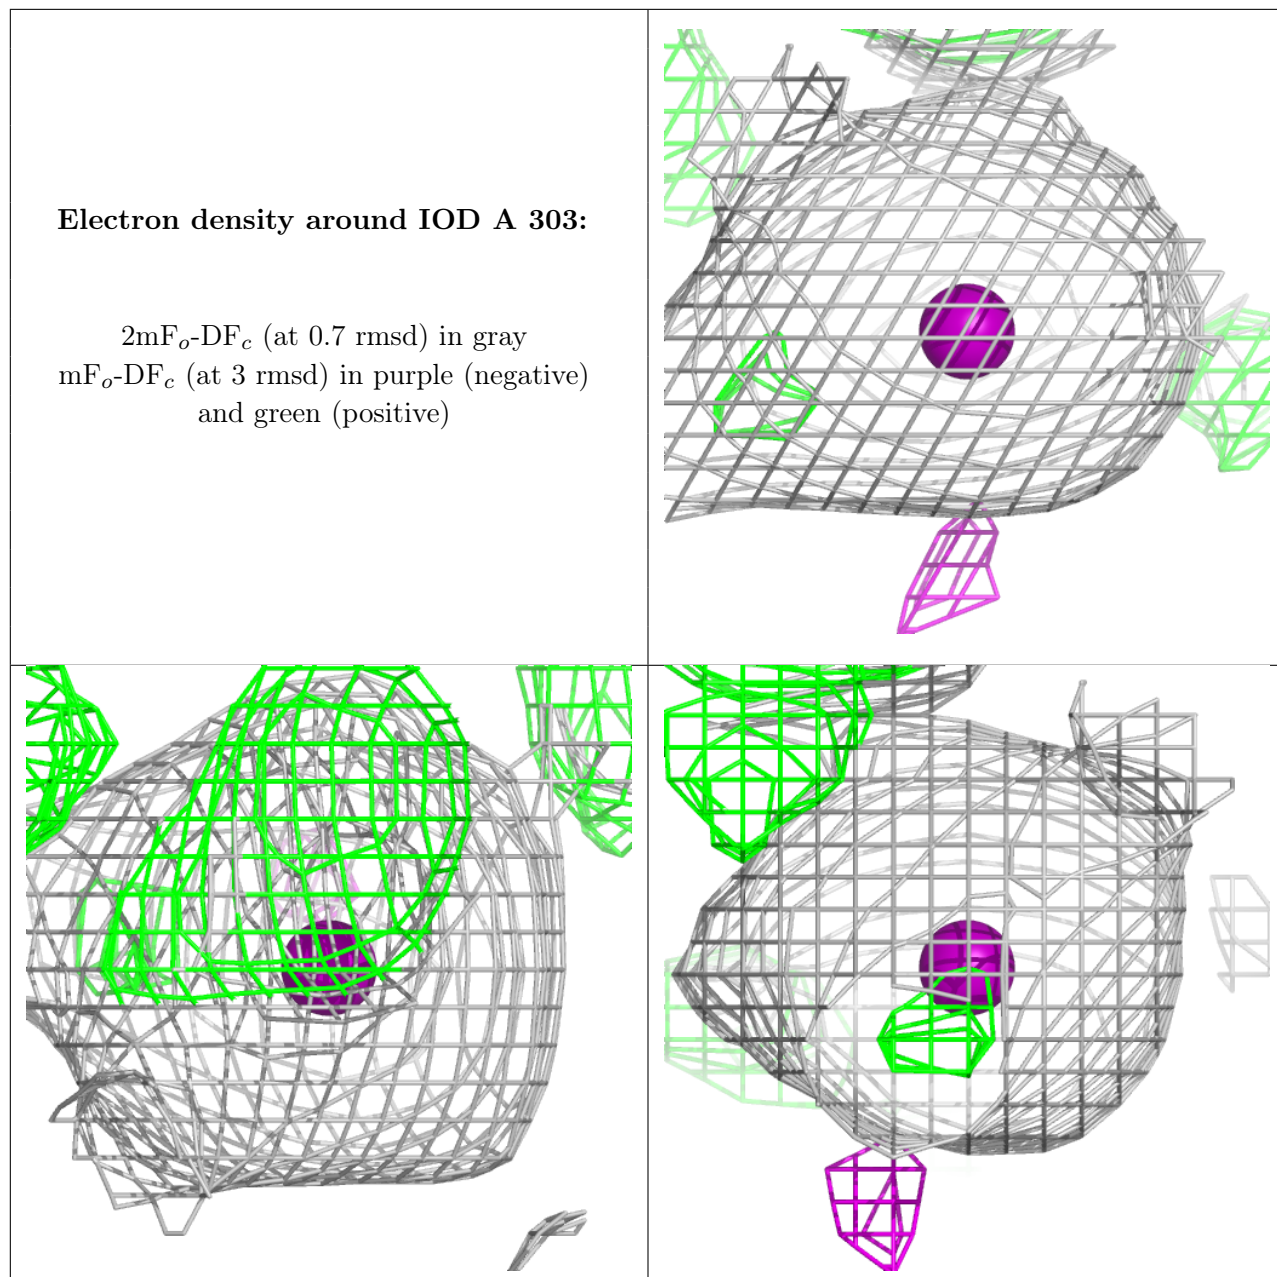 Electron density around IOD A 303:
2mFo-DFc (at 0.7 rmsd) in gray
mFo-DFc (at 3 rmsd) in purple (negative)
and green (positive)